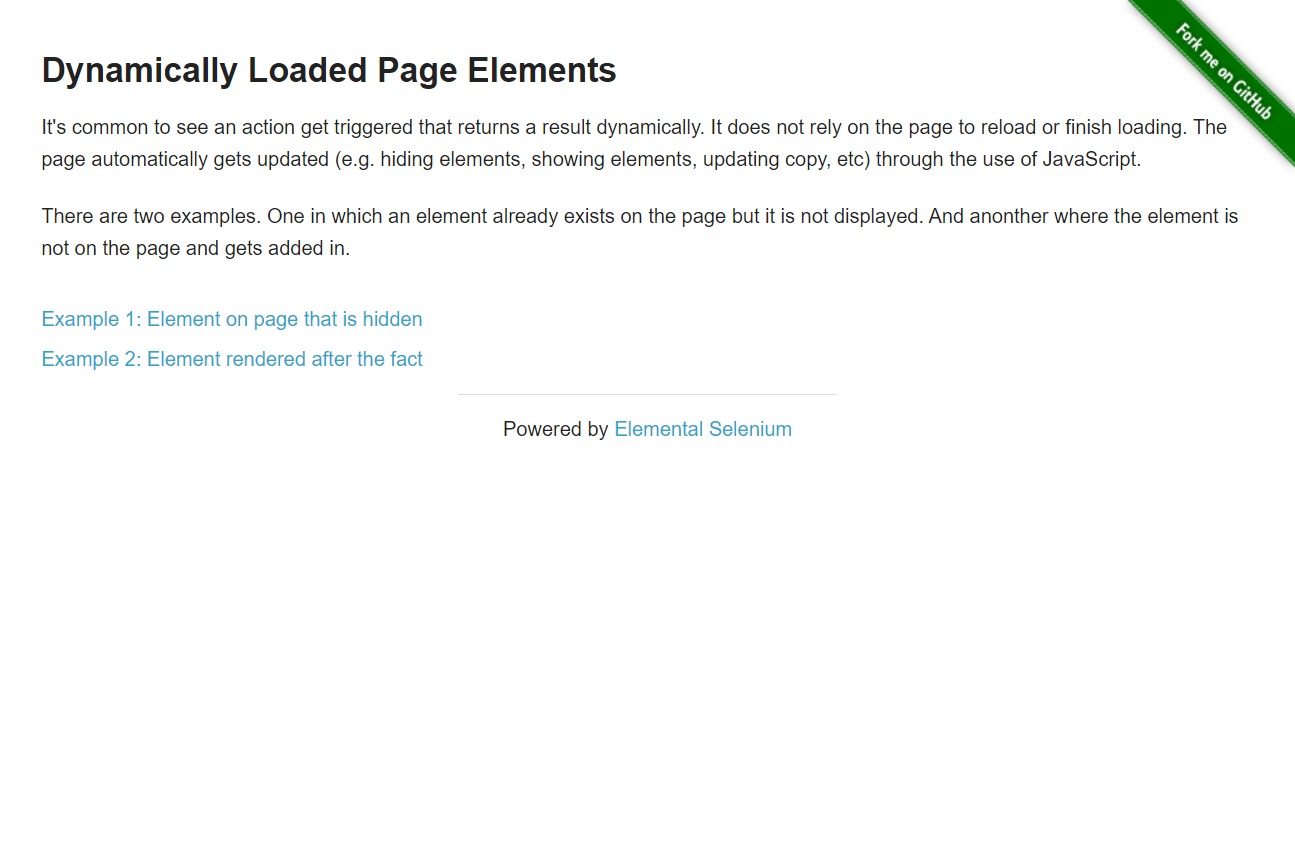 Fork me on GitHub
Dynamically Loaded Page Elements
It's common to see an action get triggered that returns a result dynamically. It does not rely on the page to reload or finish loading. The
page automatically gets updated (e.g. hiding elements, showing elements, updating copy, etc) through the use of JavaScript.
There are two examples. One in which an element already exists on the page but it is not displayed. And anonther where the element is
not on the page and gets added in.
Example 1: Element on page that is hidden
Example 2: Element rendered after the fact
Powered by Elemental Selenium